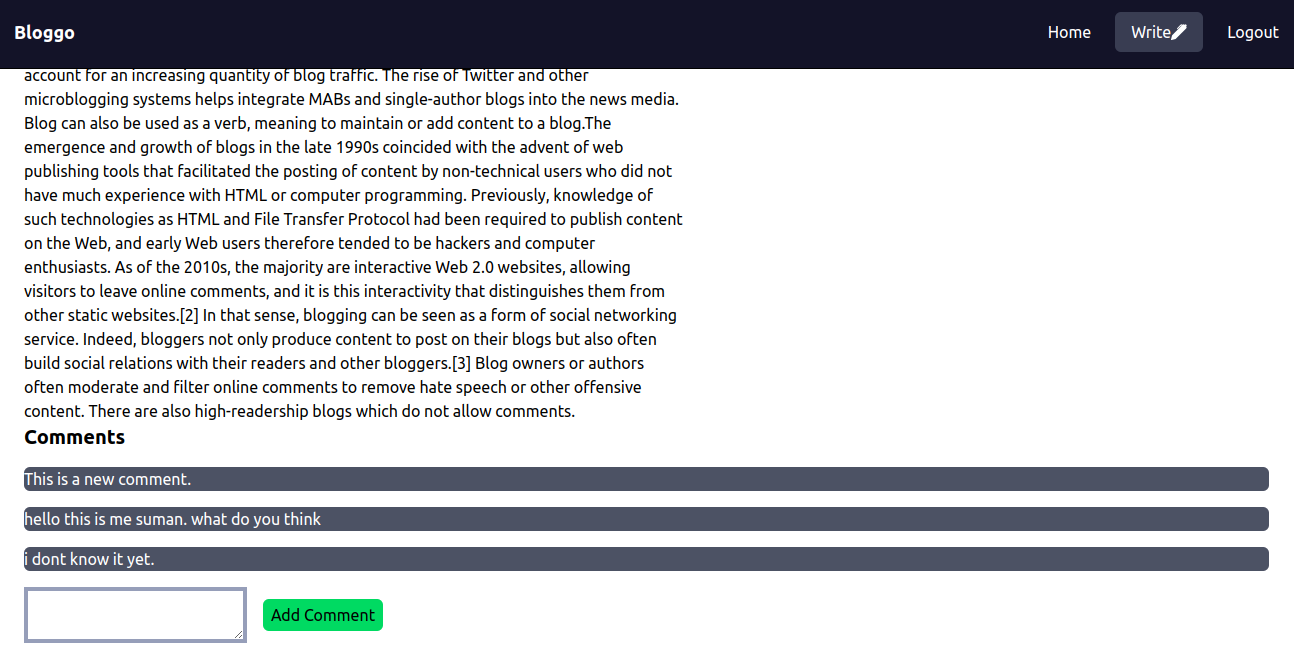 Bloggo
Home
Write
Logout
account for an increasing quantity of blog traffic. The rise of Twitter and other
microblogging systems helps integrate MABs and single-author blogs into the news media.
Blog can also be used as a verb, meaning to maintain or add content to a blog.The
emergence and growth of blogs in the late 1990s coincided with the advent of web
publishing tools that facilitated the posting of content by non-technical users who did not
have much experience with HTML or computer programming. Previously, knowledge of
such technologies as HTML and File Transfer Protocol had been required to publish content
on the Web, and early Web users therefore tended to be hackers and computer
enthusiasts. As of the 2010s, the majority are interactive Web 2.0 websites, allowing
visitors to leave online comments, and it is this interactivity that distinguishes them from
other static websites.[2] In that sense, blogging can be seen as a form of social networking
service. Indeed, bloggers not only produce content to post on their blogs but also often
build social relations with their readers and other bloggers.[3] Blog owners or authors
often moderate and filter online comments to remove hate speech or other offensive
content. There are also high-readership blogs which do not allow comments.
Comments
This is a new comment.
hello this is me suman. what do you think
i dont know it yet.
Add Comment